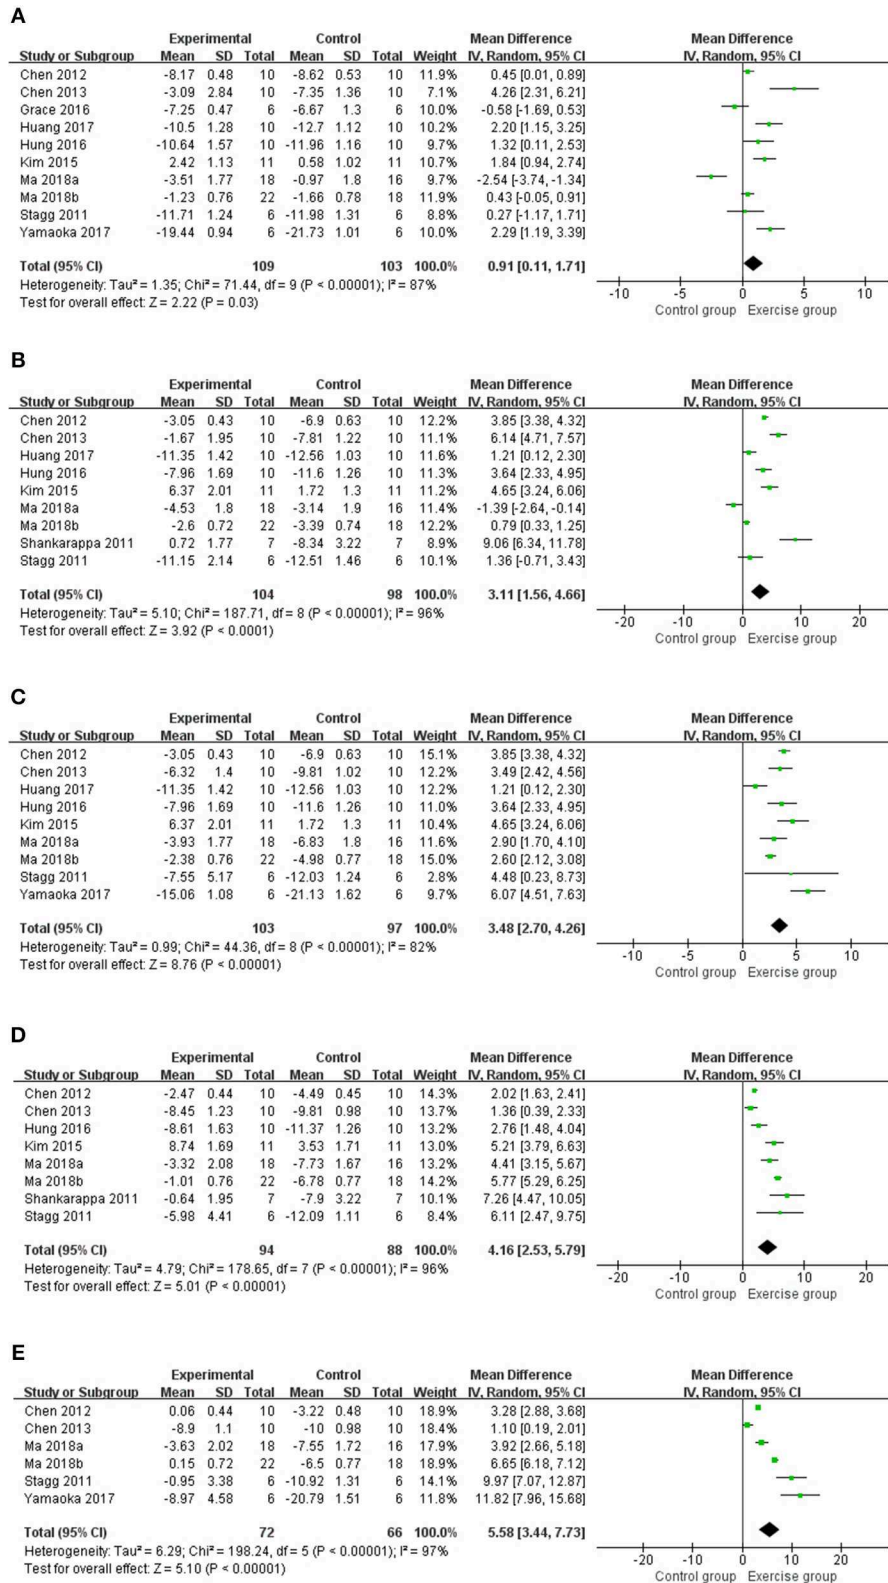 A
Experimental Control Mean Difference Mean Difference
Study or Subgroup Mean SD Total Mean SD Total Weight IV, Random, 95% CI IV, Random, 95% CI
Chen 2012 -8.17 0.48 10 -8.62 0.53 10 11.9% 0.45 [0.01, 0.89]
Chen 2013 -3.09 2.84 10 -7.35 1.36 10 7.1% 4.26 [2.31, 6.21]
Grace 2016 -7.25 0.47 6 -6.67 1.3 6 10.0% -0.58 [-1.69, 0.53]
Huang 2017 -10.5 1.28 10 -12.7 1.12 10 10.2% 2.20 [1.15, 3.25]
Hung 2016 -10.64 1.57 10 -11.96 1.16 10 9.7% 1.32 [0.11, 2.53]
Kim 2015 2.42 1.13 11 0.58 1.02 11 10.7% 1.84 [0.94, 2.74]
Ma 2018a -3.51 1.77 18 -0.97 1.8 16 9.7% -2.54 [-3.74, -1.34]
Ma 2018b -1.23 0.76 22 -1.66 0.78 18 11.9% 0.43 [-0.05, 0.91]
Stagg 2011 -11.71 1.24 6 -11.98 1.31 6 8.8% 0.27 [-1.17, 1.71]
Yamaoka 2017 -19.44 0.94 6 -21.73 1.01 6 10.0% 2.29 [1.19, 3.39]
Total (95% CI) 109 103 100.0% 0.91 [0.11, 1.71]
Heterogeneity: Tau² = 1.35; Chi² = 71.44, df = 9 (P < 0.00001); I² = 87%
Test for overall effect: Z = 2.22 (P = 0.03)
-10 -5 0 5 10
Control group Exercise group
B
Experimental Control Mean Difference Mean Difference
Study or Subgroup Mean SD Total Mean SD Total Weight IV, Random, 95% CI IV, Random, 95% CI
Chen 2012 -3.05 0.43 10 -6.9 0.63 10 12.2% 3.85 [3.38, 4.32]
Chen 2013 -1.67 1.95 10 -7.81 1.22 10 11.1% 6.14 [4.71, 7.57]
Huang 2017 -11.35 1.42 10 -12.56 1.03 10 11.6% 1.21 [0.12, 2.30]
Hung 2016 -7.96 1.69 10 -11.6 1.26 10 11.3% 3.64 [2.33, 4.95]
Kim 2015 6.37 2.01 11 1.72 1.3 11 11.1% 4.65 [3.24, 6.06]
Ma 2018a -4.53 1.8 18 -3.14 1.9 16 11.4% -1.39 [-2.64, -0.14]
Ma 2018b -2.6 0.72 22 -3.39 0.74 18 12.2% 0.79 [0.33, 1.25]
Shankarappa 2011 0.72 1.77 7 -8.34 3.22 7 8.9% 9.06 [6.34, 11.78]
Stagg 2011 -11.15 2.14 6 -12.51 1.46 6 10.1% 1.36 [-0.71, 3.43]
Total (95% CI) 104 98 100.0% 3.11 [1.56, 4.66]
Heterogeneity: Tau² = 5.10; Chi² = 187.71, df = 8 (P < 0.00001); I² = 96%
Test for overall effect: Z = 3.92 (P < 0.0001)
-20 -10 0 10 20
Control group Exercise group
C
Experimental Control Mean Difference Mean Difference
Study or Subgroup Mean SD Total Mean SD Total Weight IV, Random, 95% CI IV, Random, 95% CI
Chen 2012 -3.05 0.43 10 -6.9 0.63 10 15.1% 3.85 [3.38, 4.32]
Chen 2013 -6.32 1.4 10 -9.81 1.02 10 12.2% 3.49 [2.42, 4.56]
Huang 2017 -11.35 1.42 10 -12.56 1.03 10 12.1% 1.21 [0.12, 2.30]
Hung 2016 -7.96 1.69 10 -11.6 1.26 10 11.0% 3.64 [2.33, 4.95]
Kim 2015 6.37 2.01 11 1.72 1.3 11 10.4% 4.65 [3.24, 6.06]
Ma 2018a -3.93 1.77 18 -6.83 1.8 16 11.6% 2.90 [1.70, 4.10]
Ma 2018b -2.38 0.76 22 -4.98 0.77 18 15.0% 2.60 [2.12, 3.08]
Stagg 2011 -7.55 5.17 6 -12.03 1.24 6 2.8% 4.48 [0.23, 8.73]
Yamaoka 2017 -15.06 1.08 6 -21.13 1.62 6 9.7% 6.07 [4.51, 7.63]
Total (95% CI) 103 97 100.0% 3.48 [2.70, 4.26]
Heterogeneity: Tau² = 0.99; Chi² = 44.36, df = 8 (P < 0.00001); I² = 82%
Test for overall effect: Z = 8.76 (P < 0.00001)
-10 -5 0 5 10
Control group Exercise group
D
Experimental Control Mean Difference Mean Difference
Study or Subgroup Mean SD Total Mean SD Total Weight IV, Random, 95% CI IV, Random, 95% CI
Chen 2012 -2.47 0.44 10 -4.49 0.45 10 14.3% 2.02 [1.63, 2.41]
Chen 2013 -8.45 1.23 10 -9.81 0.98 10 13.7% 1.36 [0.39, 2.33]
Hung 2016 -8.61 1.63 10 -11.37 1.26 10 13.2% 2.76 [1.48, 4.04]
Kim 2015 8.74 1.69 11 3.53 1.71 11 12.9% 5.21 [3.79, 6.63]
Ma 2018a -3.32 2.08 18 -7.73 1.67 16 13.2% 4.41 [3.15, 5.67]
Ma 2018b -1.01 0.76 22 -6.78 0.77 18 14.2% 5.77 [5.29, 6.25]
Shankarappa 2011 -0.64 1.95 7 -7.9 3.22 7 10.1% 7.26 [4.47, 10.05]
Stagg 2011 -5.98 4.41 6 -12.09 1.11 6 8.4% 6.11 [2.47, 9.75]
Total (95% CI) 94 88 100.0% 4.16 [2.53, 5.79]
Heterogeneity: Tau² = 4.79; Chi² = 178.65, df = 7 (P < 0.00001); I² = 96%
Test for overall effect: Z = 5.01 (P < 0.00001)
-20 -10 0 10 20
Control group Exercise group
E
Experimental Control Mean Difference Mean Difference
Study or Subgroup Mean SD Total Mean SD Total Weight IV, Random, 95% CI IV, Random, 95% CI
Chen 2012 0.06 0.44 10 -3.22 0.48 10 18.9% 3.28 [2.88, 3.68]
Chen 2013 -8.9 1.1 10 -10 0.98 10 18.4% 1.10 [0.19, 2.01]
Ma 2018a -3.63 2.02 18 -7.55 1.72 16 17.9% 3.92 [2.66, 5.18]
Ma 2018b 0.15 0.72 22 -6.5 0.77 18 18.9% 6.65 [6.18, 7.12]
Stagg 2011 -0.95 3.38 6 -10.92 1.31 6 14.1% 9.97 [7.07, 12.87]
Yamaoka 2017 -8.97 4.58 6 -20.79 1.51 6 11.8% 11.82 [7.96, 15.68]
Total (95% CI) 72 66 100.0% 5.58 [3.44, 7.73]
Heterogeneity: Tau² = 6.29; Chi² = 198.24, df = 5 (P < 0.00001); I² = 97%
Test for overall effect: Z = 5.10 (P < 0.00001)
-20 -10 0 10 20
Control group Exercise group